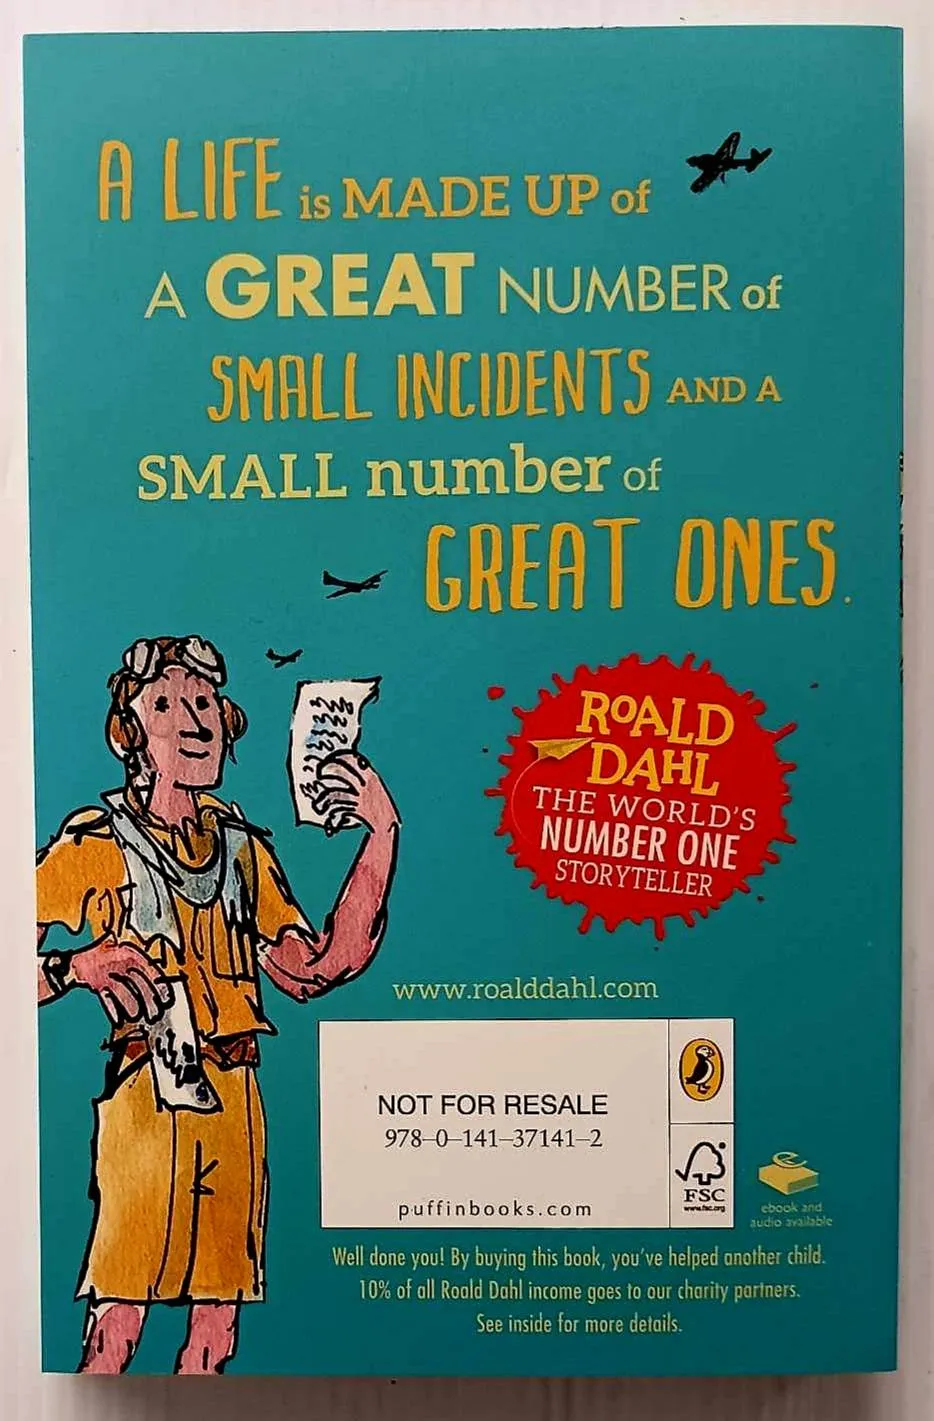 A LIFE is MADE UP of
A GREAT NUMBER of
SMALL INCIDENTS AND A
SMALL number of
GREAT ONES.
ROALD
DAHL
THE WORLD'S
NUMBER ONE
STORYTELLER
www.roalddahl.com
NOT FOR RESALE
978–0–141–37141–2
puffinbooks.com
FSC
www.fsc.org
e
ebook and
audio available
Well done you! By buying this book, you've helped another child.
10% of all Roald Dahl income goes to our charity partners.
See inside for more details.